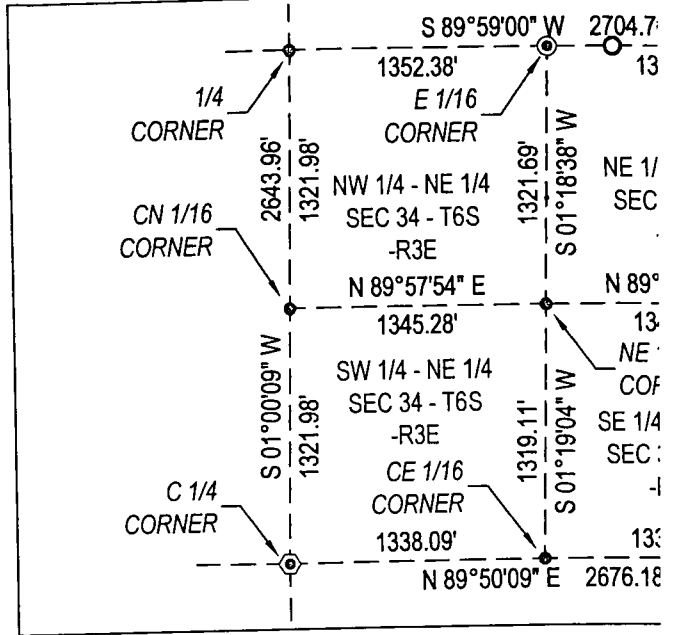 S 89°59'00" W
1352.38'
1/4
CORNER
E 1/16
CORNER
2643.96'
1321.98'
NW 1/4 - NE 1/4
SEC 34 - T6S
-R3E
1321.69'
S 01°18'38" W
NE
SEC
CN 1/16
CORNER
N 89°57'54" E
1345.28'
NE
S 01°00'09" W
1321.98'
SW 1/4 - NE 1/4
SEC 34 - T6S
-R3E
1319.11'
S 01°19'04" W
SE 1/4
SEC
C 1/4
CORNER
CE 1/16
CORNER
1338.09'
N 89°50'09" E
2676.18